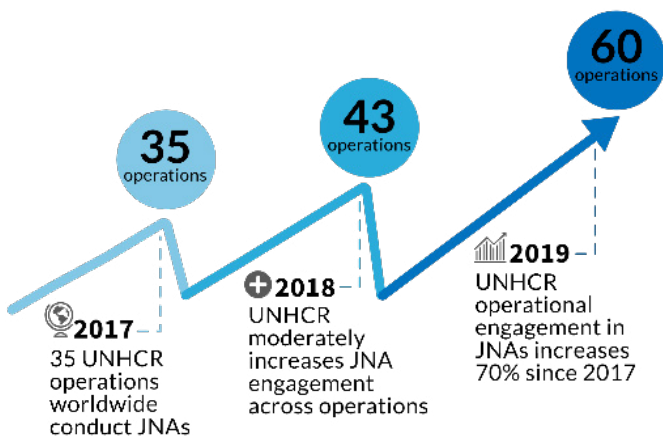 35
operations
43
operations
60
operations
2017
35 UNHCR
operations
worldwide
conduct JNAs
2018
UNHCR
moderately
increases JNA
engagement
across operations
2019
UNHCR
operational
engagement in
JNAs increases
70% since 2017